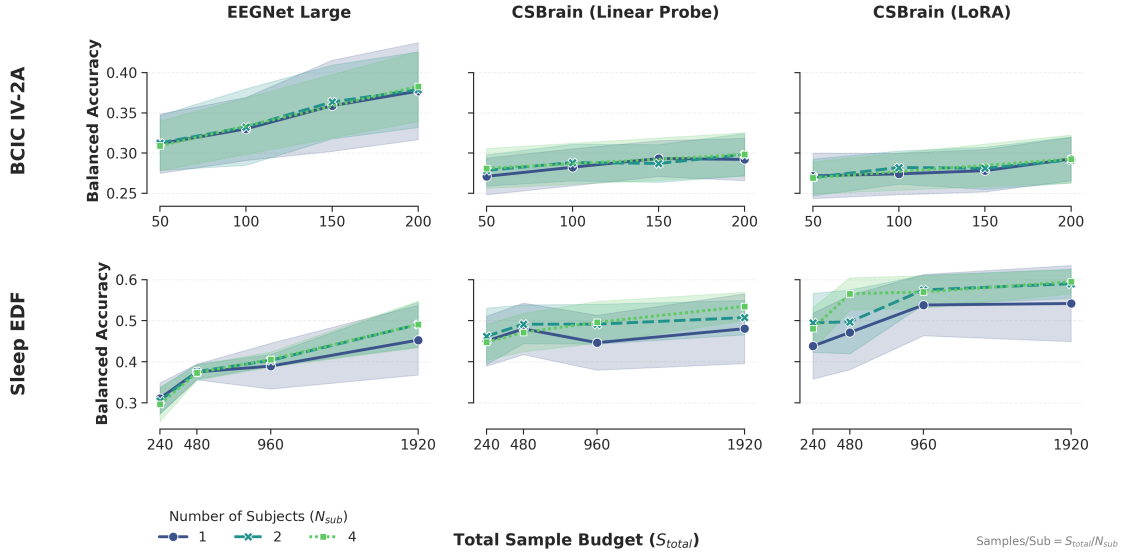 EEGNet Large
CSBrain (Linear Probe)
CSBrain (LoRA)
BCIC IV-2A
Balanced Accuracy
0.40
0.35
0.30
0.25
50 100 150 200
50 100 150 200
50 100 150 200
Sleep EDF
Balanced Accuracy
0.6
0.5
0.4
0.3
240 480 960 1920
240 480 960 1920
240 480 960 1920
Number of Subjects (N_sub)
1 2 4
Total Sample Budget (S_total)
Samples/Sub = S_total/N_sub